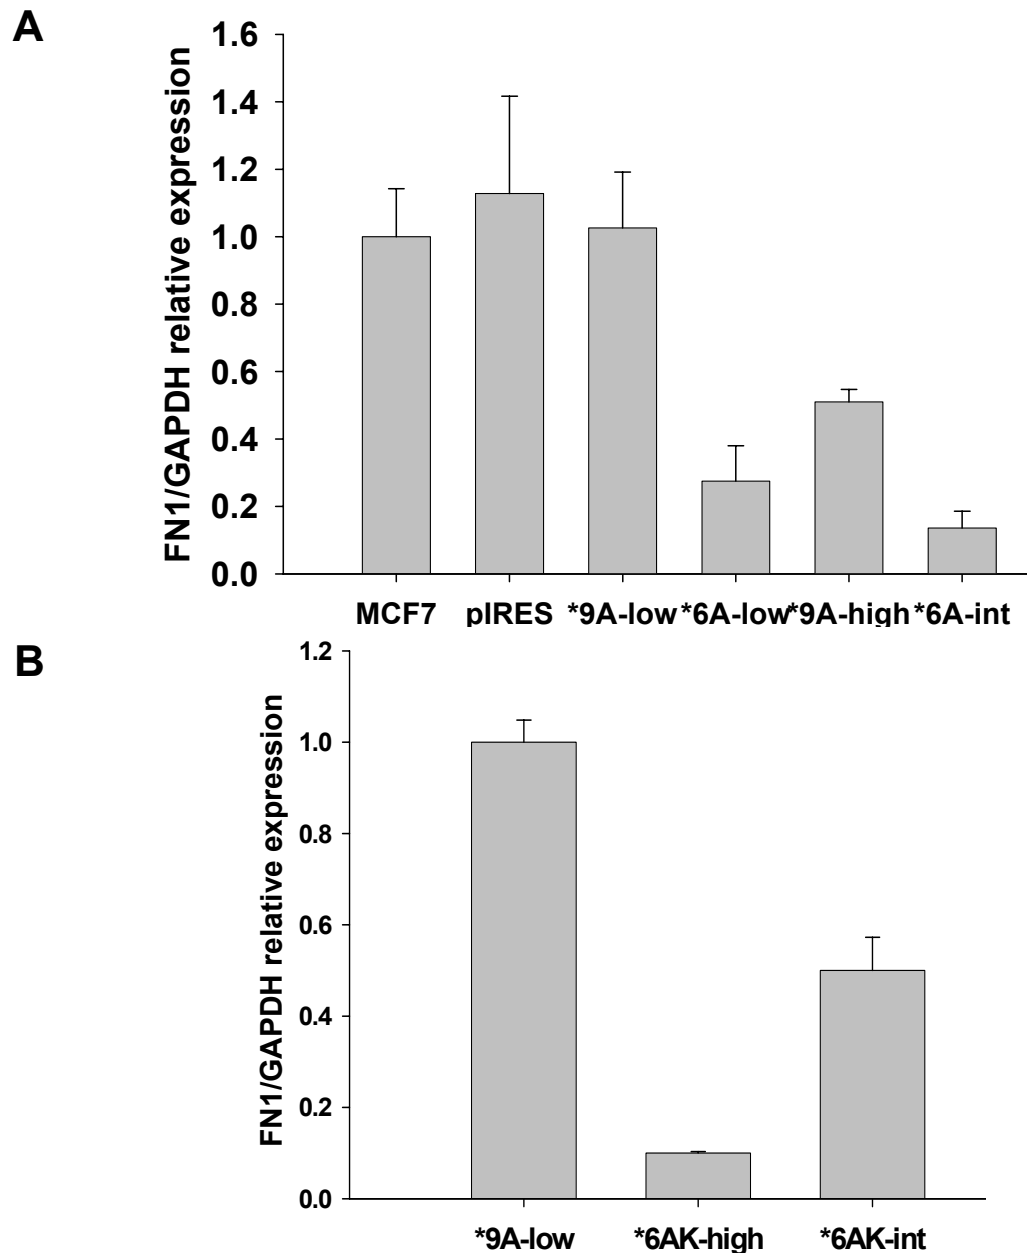 A
FN1/GAPDH relative expression
1.6
1.4
1.2
1.0
0.8
0.6
0.4
0.2
0.0
MCF7 pIRES *9A-low *6A-low *9A-high *6A-int
B
FN1/GAPDH relative expression
1.2
1.0
0.8
0.6
0.4
0.2
0.0
*9A-low *6AK-high *6AK-int